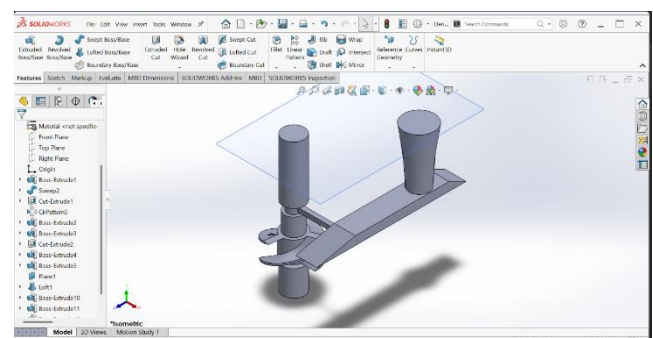 SOLIDWORKS File Edit View Insert Tools Window Search Commands
Extruded Boss/Base Revolved Boss/Base Swept Boss/Base Lofted Boss/Base Boundary Boss/Base Extruded Cut Hole Wizard Revolved Cut Swept Cut Lofted Cut Boundary Cut Fillet Linear Pattern Rib Draft Shell Wrap Intersect Mirror Reference Geometry Curves Instant3D
Features Sketch Markup Evaluate MBD Dimensions SOLIDWORKS Add-Ins MBD SOLIDWORKS Inspection
Material <not specifie
Front Plane
Top Plane
Right Plane
Origin
Boss-Extrude1
Sweep2
Cut-Extrude1
CirPattern5
Boss-Extrude2
Boss-Extrude3
Cut-Extrude2
Boss-Extrude4
Boss-Extrude5
Plane1
Loft1
Boss-Extrude10
Boss-Extrude11
*Isometric
Model 3D Views Motion Study 1